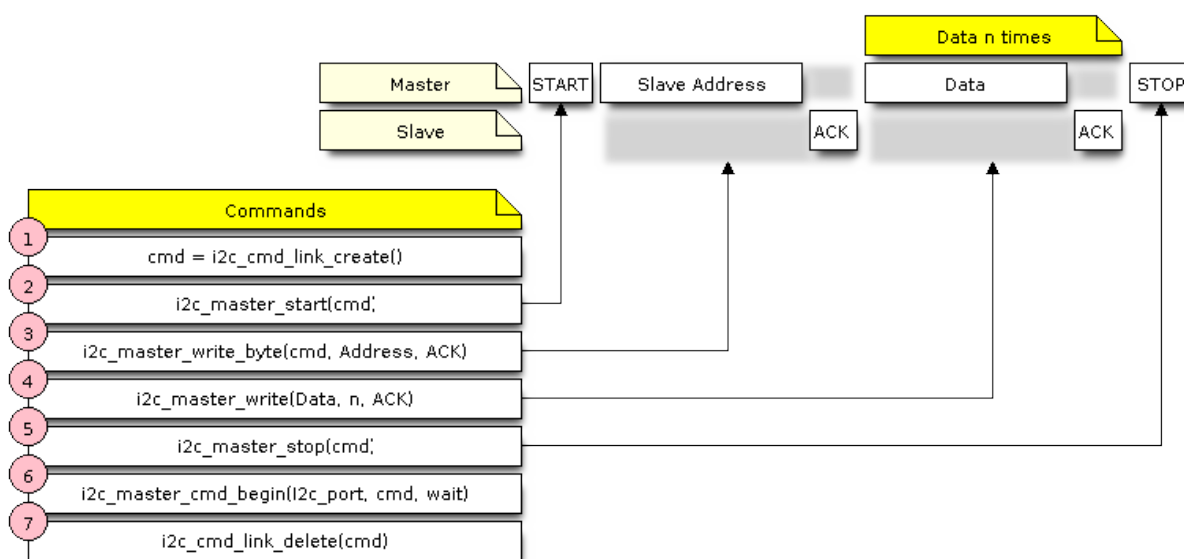 Data n times
Master START Slave Address Data STOP
Slave ACK ACK
Commands
1
cmd = i2c_cmd_link_create()
2
i2c_master_start(cmd;
3
i2c_master_write_byte(cmd, Address, ACK)
4
i2c_master_write(Data, n, ACK)
5
i2c_master_stop(cmd;
6
i2c_master_cmd_begin(I2c_port, cmd, wait)
7
i2c_cmd_link_delete(cmd)